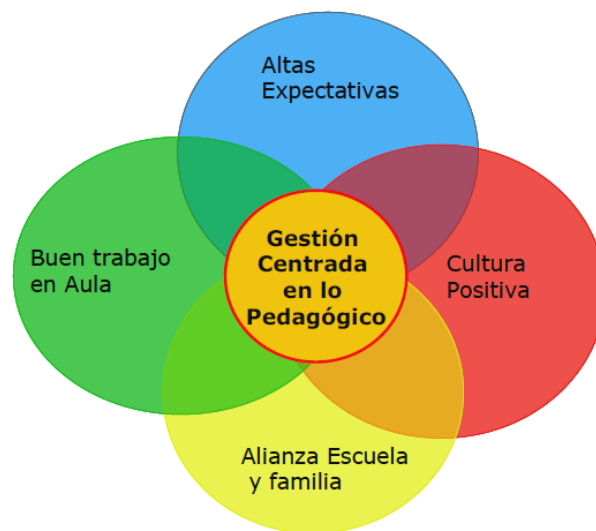 Altas
Expectativas
Buen trabajo
en Aula
Gestión
Centrada
en lo
Pedagógico
Cultura
Positiva
Alianza Escuela
y familia